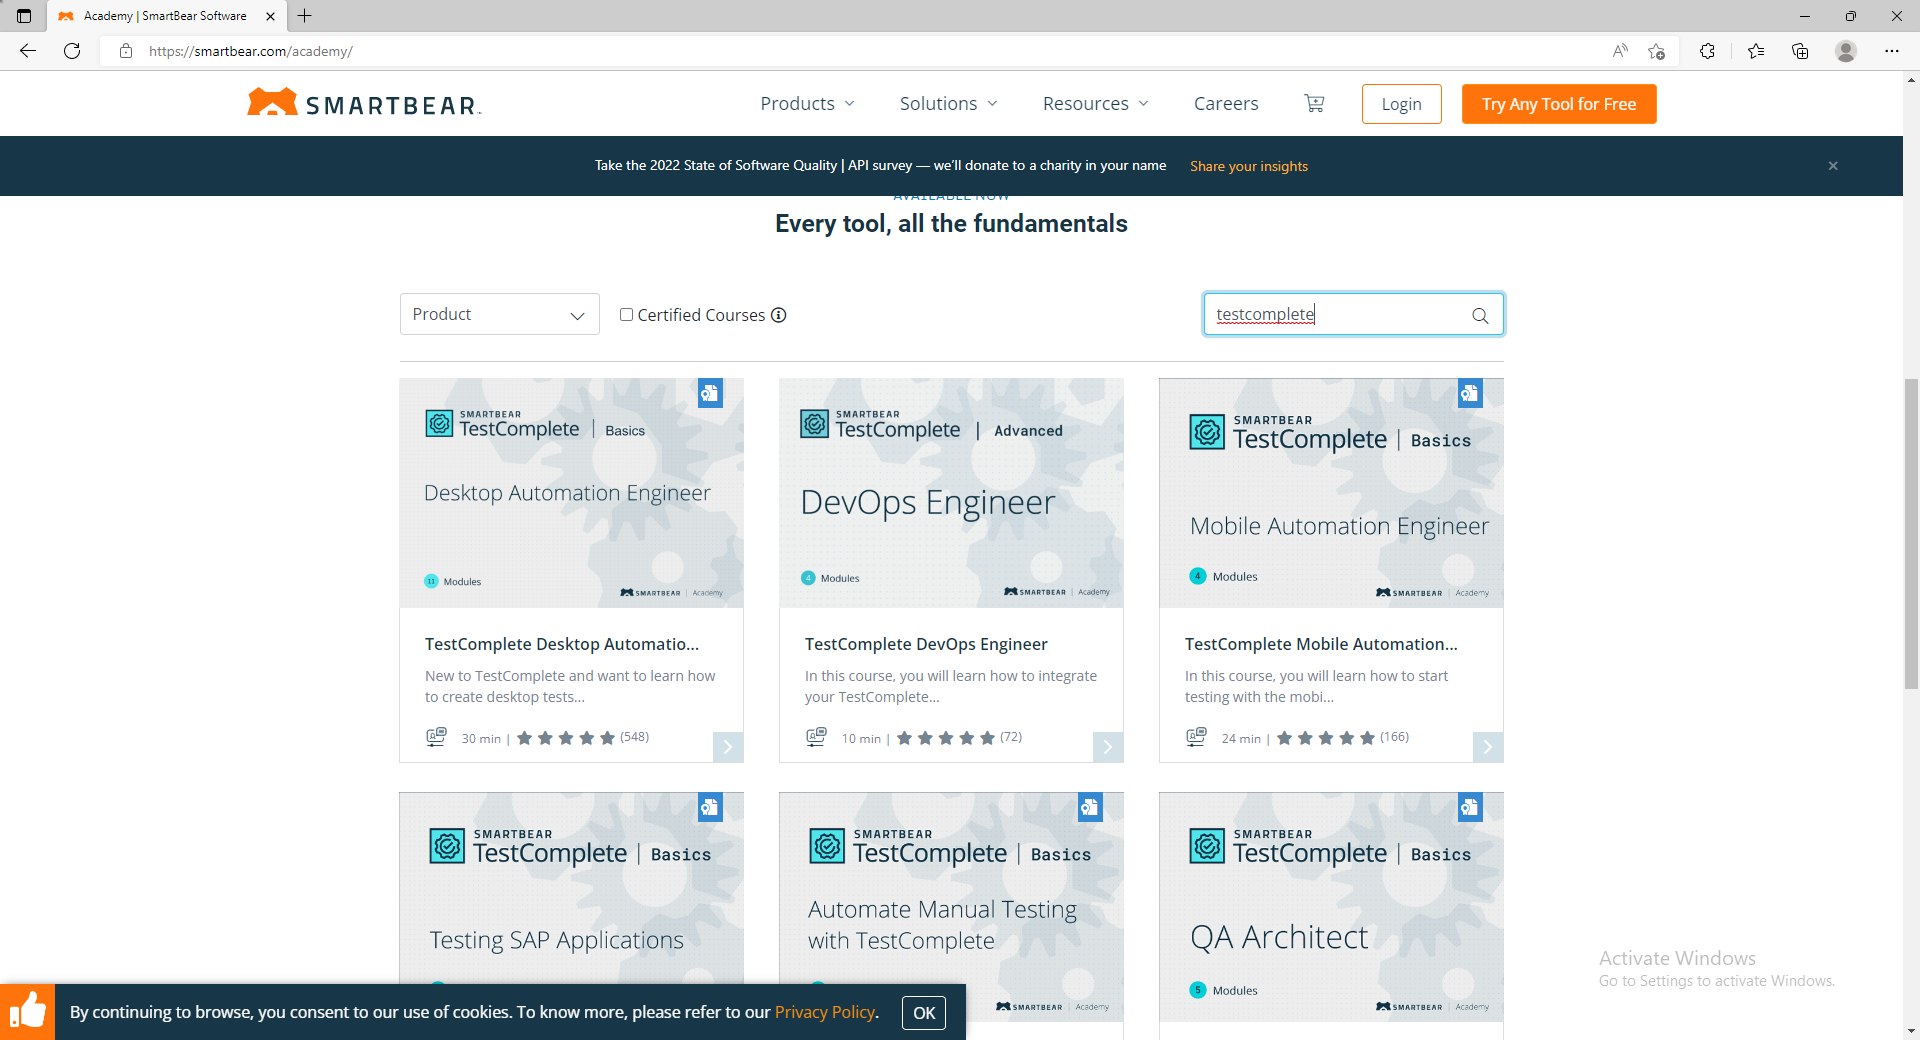 Academy | SmartBear Software
https://smartbear.com/academy/
SMARTBEAR
Products
Solutions
Resources
Careers
Login
Try Any Tool for Free
Take the 2022 State of Software Quality | API survey — we'll donate to a charity in your name
Share your insights
AVAILABLE NOW
Every tool, all the fundamentals
Product
Certified Courses
testcomplete
SMARTBEAR
TestComplete | Basics
Desktop Automation Engineer
11 Modules
SMARTBEAR | Academy
TestComplete Desktop Automatio...
New to TestComplete and want to learn how
to create desktop tests...
30 min | (548)
SMARTBEAR
TestComplete | Advanced
DevOps Engineer
4 Modules
SMARTBEAR | Academy
TestComplete DevOps Engineer
In this course, you will learn how to integrate
your TestComplete...
10 min | (72)
SMARTBEAR
TestComplete | Basics
Mobile Automation Engineer
4 Modules
SMARTBEAR | Academy
TestComplete Mobile Automation...
In this course, you will learn how to start
testing with the mobi...
24 min | (166)
SMARTBEAR
TestComplete | Basics
Testing SAP Applications
SMARTBEAR
TestComplete | Basics
Automate Manual Testing
with TestComplete
SMARTBEAR | Academy
SMARTBEAR
TestComplete | Basics
QA Architect
5 Modules
SMARTBEAR | Academy
Activate Windows
Go to Settings to activate Windows.
By continuing to browse, you consent to our use of cookies. To know more, please refer to our Privacy Policy.
OK